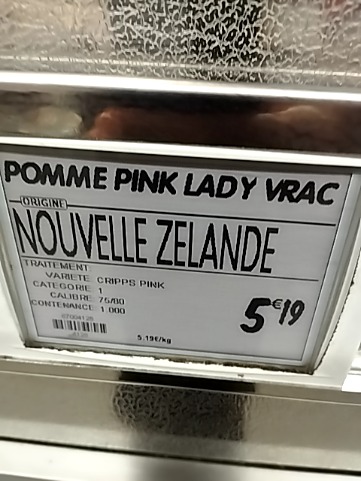 POMME PINK LADY VRAC
ORIGINE
NOUVELLE ZELANDE
TRAITEMENT:
VARIETE CRIPPS PINK
CATEGORIE 1
CALIBRE 75/80
CONTENANCE 1.000
5€19
5.19€/kg